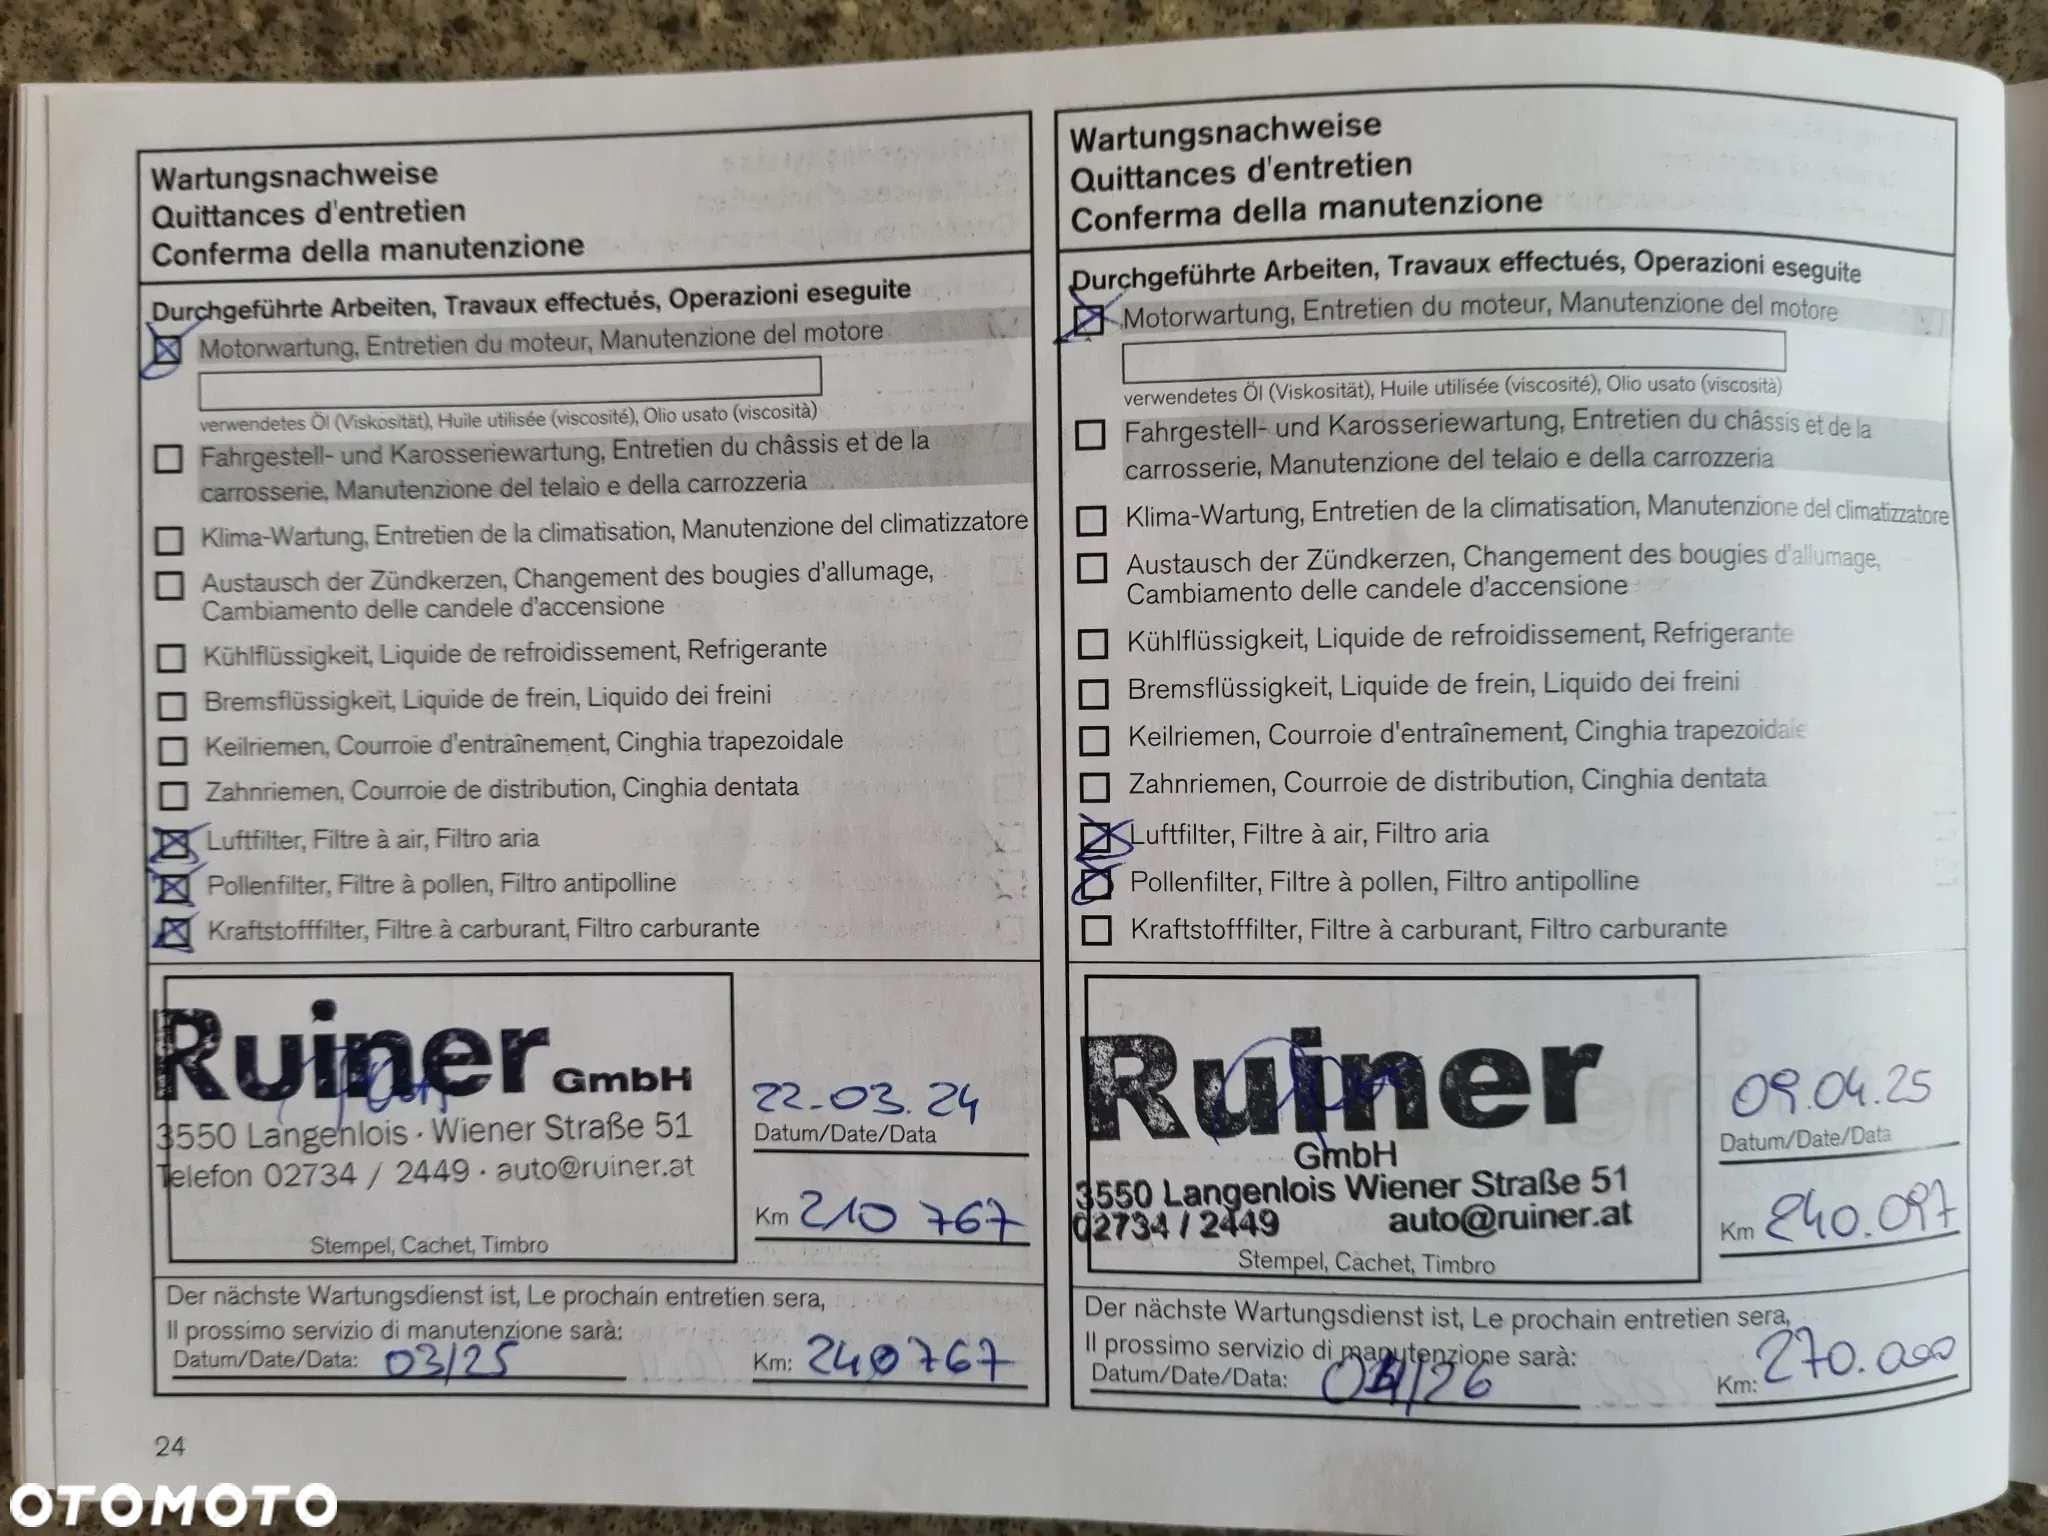 Wartungsnachweise
Quittances d'entretien
Conferma della manutenzione
Durchgeführte Arbeiten, Travaux effectués, Operazioni eseguite
Motorwartung, Entretien du moteur, Manutenzione del motore
verwendetes Öl (Viskosität), Huile utilisée (viscosité), Olio usato (viscosità)
Fahrgestell- und Karosseriewartung, Entretien du châssis et de la
carrosserie, Manutenzione del telaio e della carrozzeria
Klima-Wartung, Entretien de la climatisation, Manutenzione del climatizzatore
Austausch der Zündkerzen, Changement des bougies d'allumage,
Cambiamento delle candele d'accensione
Kühlflüssigkeit, Liquide de refroidissement, Refrigerante
Bremsflüssigkeit, Liquide de frein, Liquido dei freini
Keilriemen, Courroie d'entraînement, Cinghia trapezoidale
Zahnriemen, Courroie de distribution, Cinghia dentata
Luftfilter, Filtre à air, Filtro aria
Pollenfilter, Filtre à pollen, Filtro antipolline
Kraftstofffilter, Filtre à carburant, Filtro carburante
Ruiner GmbH
3550 Langenlois · Wiener Straße 51
Telefon 02734 / 2449 · auto@ruiner.at
Stempel, Cachet, Timbro
22-03.24
Datum/Date/Data
Km 210 767
Der nächste Wartungsdienst ist, Le prochain entretien sera,
Il prossimo servizio di manutenzione sarà:
Datum/Date/Data: 03/25 Km: 240767
24
Wartungsnachweise
Quittances d'entretien
Conferma della manutenzione
Durchgeführte Arbeiten, Travaux effectués, Operazioni eseguite
Motorwartung, Entretien du moteur, Manutenzione del motore
verwendetes Öl (Viskosität), Huile utilisée (viscosité), Olio usato (viscosità)
Fahrgestell- und Karosseriewartung, Entretien du châssis et de la
carrosserie, Manutenzione del telaio e della carrozzeria
Klima-Wartung, Entretien de la climatisation, Manutenzione del climatizzatore
Austausch der Zündkerzen, Changement des bougies d'allumage,
Cambiamento delle candele d'accensione
Kühlflüssigkeit, Liquide de refroidissement, Refrigerante
Bremsflüssigkeit, Liquide de frein, Liquido dei freini
Keilriemen, Courroie d'entraînement, Cinghia trapezoidale
Zahnriemen, Courroie de distribution, Cinghia dentata
Luftfilter, Filtre à air, Filtro aria
Pollenfilter, Filtre à pollen, Filtro antipolline
Kraftstofffilter, Filtre à carburant, Filtro carburante
Ruiner
GmbH
3550 Langenlois Wiener Straße 51
02734 / 2449 auto@ruiner.at
Stempel, Cachet, Timbro
09.04.25
Datum/Date/Data
Km 240.097
Der nächste Wartungsdienst ist, Le prochain entretien sera,
Il prossimo servizio di manutenzione sarà:
Datum/Date/Data: Km: 270.000
OTOMOTO